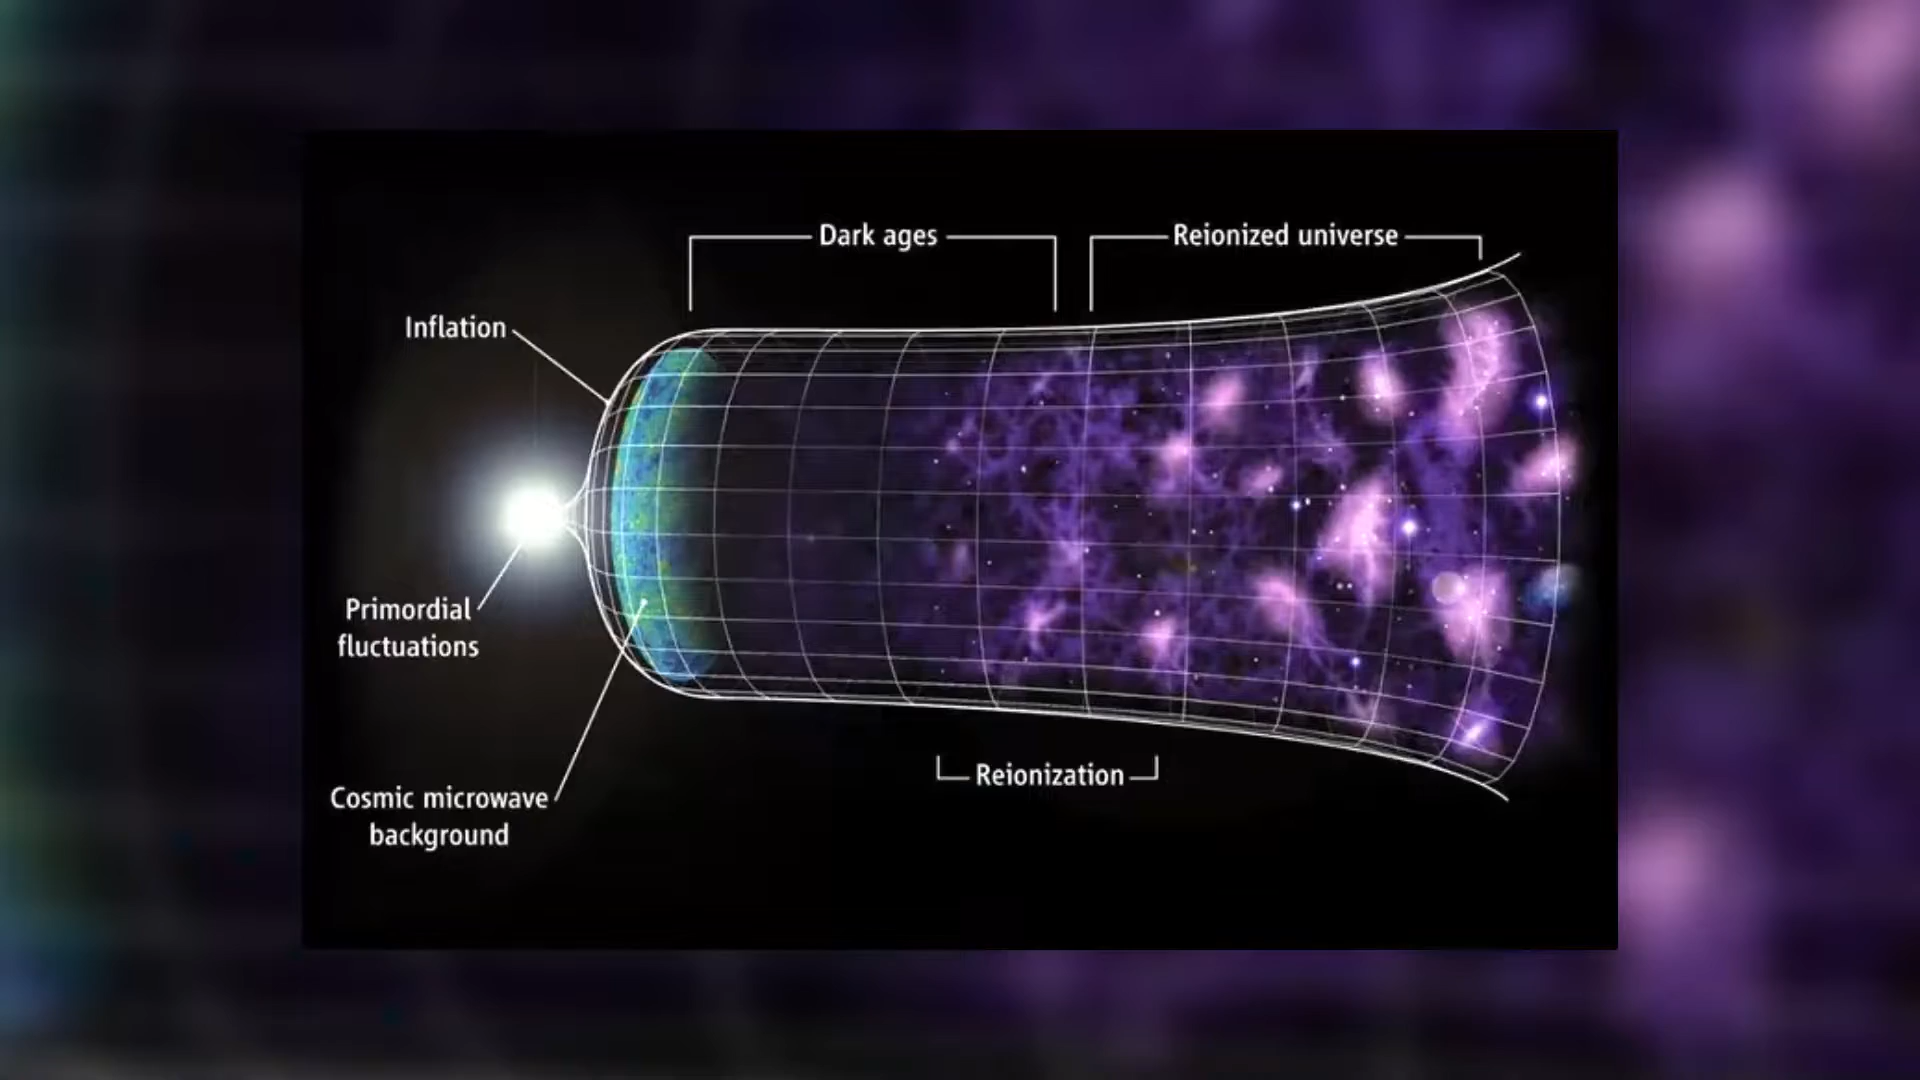 Dark ages
Reionized universe
Inflation
Primordial
fluctuations
Cosmic microwave
background
Reionization